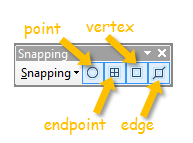 point
vertex
Snapping
Snapping
endpoint
edge